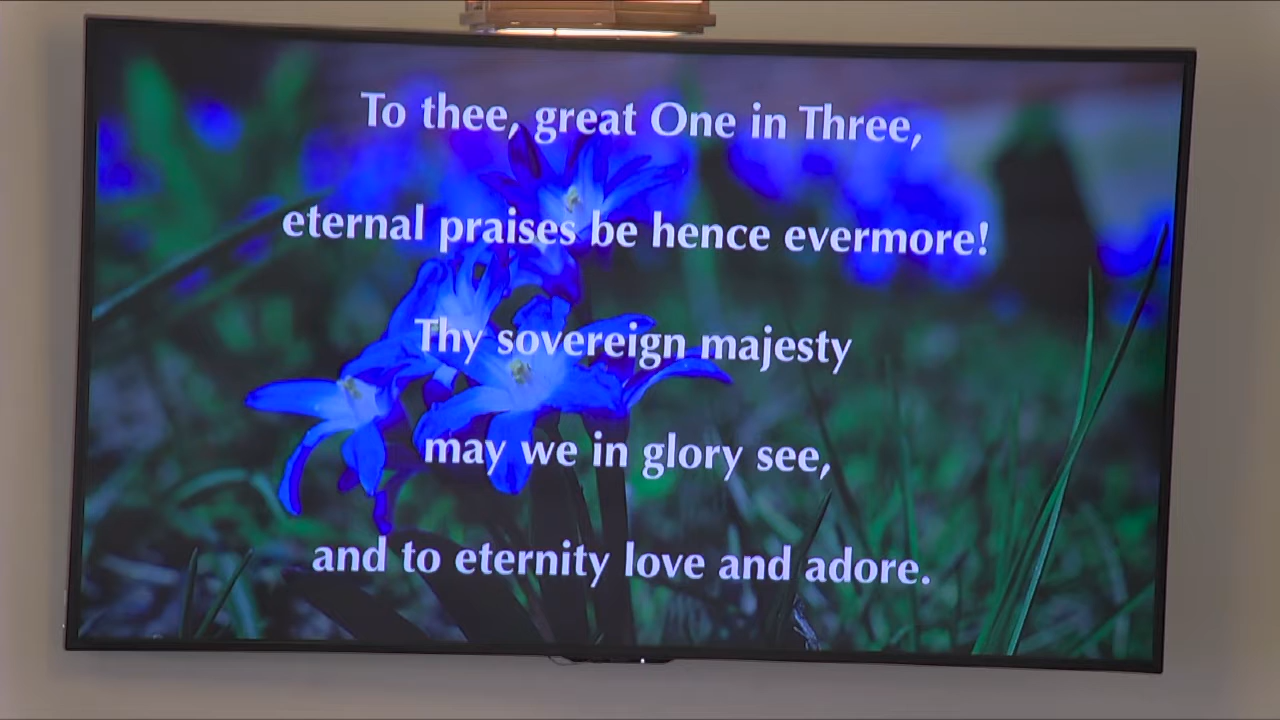 To thee, great One in Three,
eternal praises be hence evermore!
Thy sovereign majesty
may we in glory see,
and to eternity love and adore.